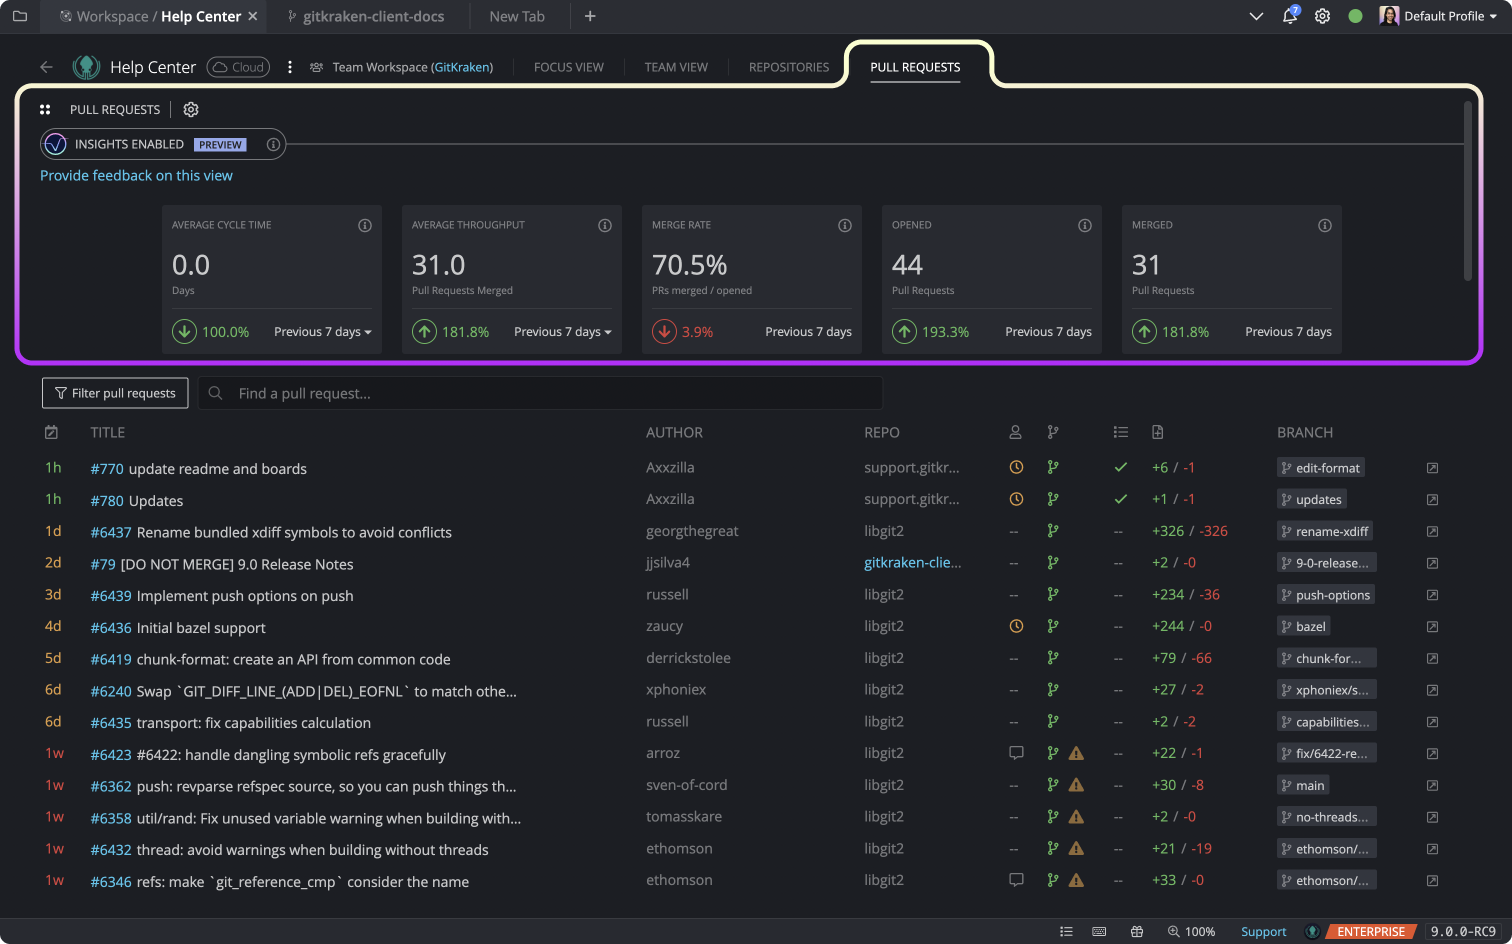 Workspace / Help Center
gitkraken-client-docs
New Tab
7
Default Profile
Help Center
Cloud
Team Workspace (GitKraken)
FOCUS VIEW
TEAM VIEW
REPOSITORIES
PULL REQUESTS
PULL REQUESTS
INSIGHTS ENABLED PREVIEW
Provide feedback on this view
AVERAGE CYCLE TIME
0.0
Days
100.0% Previous 7 days
AVERAGE THROUGHPUT
31.0
Pull Requests Merged
181.8% Previous 7 days
MERGE RATE
70.5%
PRs merged / opened
3.9% Previous 7 days
OPENED
44
Pull Requests
193.3% Previous 7 days
MERGED
31
Pull Requests
181.8% Previous 7 days
Filter pull requests
Find a pull request...
TITLE AUTHOR REPO BRANCH
1h #770 update readme and boards Axxzilla support.gitkr... +6 / -1 edit-format
1h #780 Updates Axxzilla support.gitkr... +1 / -1 updates
1d #6437 Rename bundled xdiff symbols to avoid conflicts georgthegreat libgit2 -- -- +326 / -326 rename-xdiff
2d #79 [DO NOT MERGE] 9.0 Release Notes jjsilva4 gitkraken-clie... -- -- +2 / -0 9-0-release...
3d #6439 Implement push options on push russell libgit2 -- -- +234 / -36 push-options
4d #6436 Initial bazel support zaucy libgit2 -- +244 / -0 bazel
5d #6419 chunk-format: create an API from common code derrickstolee libgit2 -- -- +79 / -66 chunk-for...
6d #6240 Swap `GIT_DIFF_LINE_(ADD|DEL)_EOFNL` to match othe... xphoniex libgit2 -- -- +27 / -2 xphoniex/s...
6d #6435 transport: fix capabilities calculation russell libgit2 -- -- +2 / -2 capabilities...
1w #6423 #6422: handle dangling symbolic refs gracefully arroz libgit2 -- +22 / -1 fix/6422-re...
1w #6362 push: revparse refspec source, so you can push things th... sven-of-cord libgit2 -- -- +30 / -8 main
1w #6358 util/rand: Fix unused variable warning when building with... tomasskare libgit2 -- -- +2 / -0 no-threads...
1w #6432 thread: avoid warnings when building without threads ethomson libgit2 -- -- +21 / -19 ethomson/...
1w #6346 refs: make `git_reference_cmp` consider the name ethomson libgit2 -- +33 / -0 ethomson/...
100% Support ENTERPRISE 9.0.0-RC9